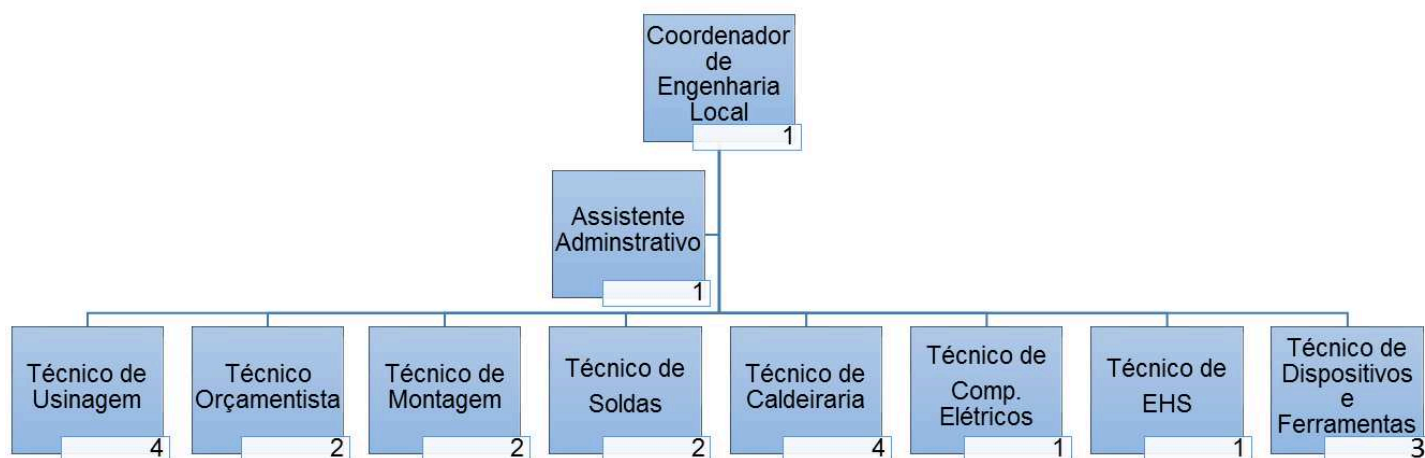 Coordenador
de
Engenharia
Local
1
Assistente
Adminstrativo
1
Técnico de
Usinagem
4
Técnico
Orçamentista
2
Técnico de
Montagem
2
Técnico de
Soldas
2
Técnico de
Caldeiraria
4
Técnico de
Comp.
Elétricos
1
Técnico de
EHS
1
Técnico de
Dispositivos
e
Ferramentas
3